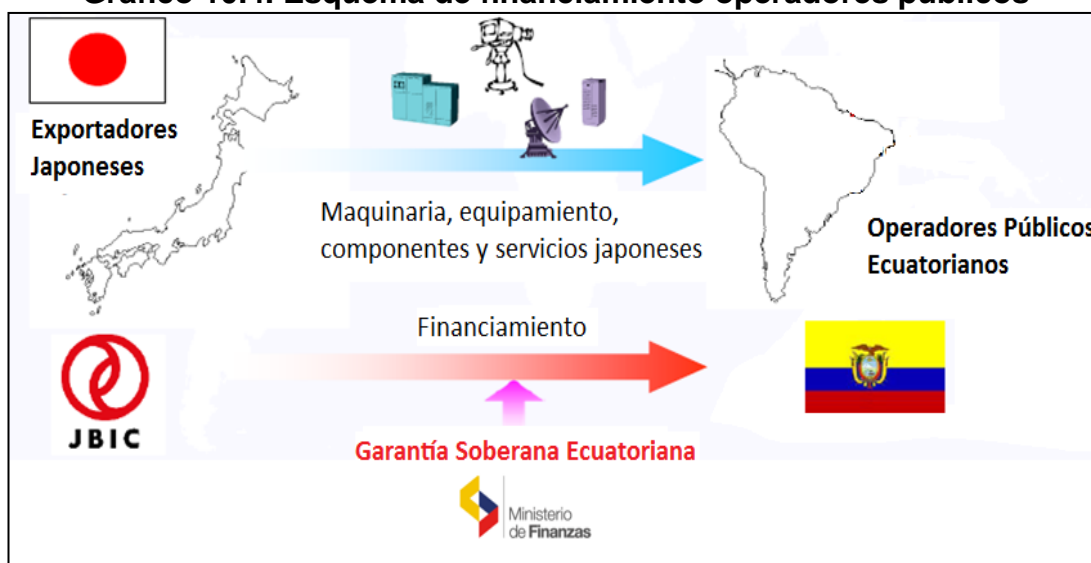 Exportadores
Japoneses
Maquinaria, equipamiento,
componentes y servicios japoneses
Operadores Públicos
Ecuatorianos
Financiamiento
JBIC
Garantía Soberana Ecuatoriana
Ministerio
de Finanzas